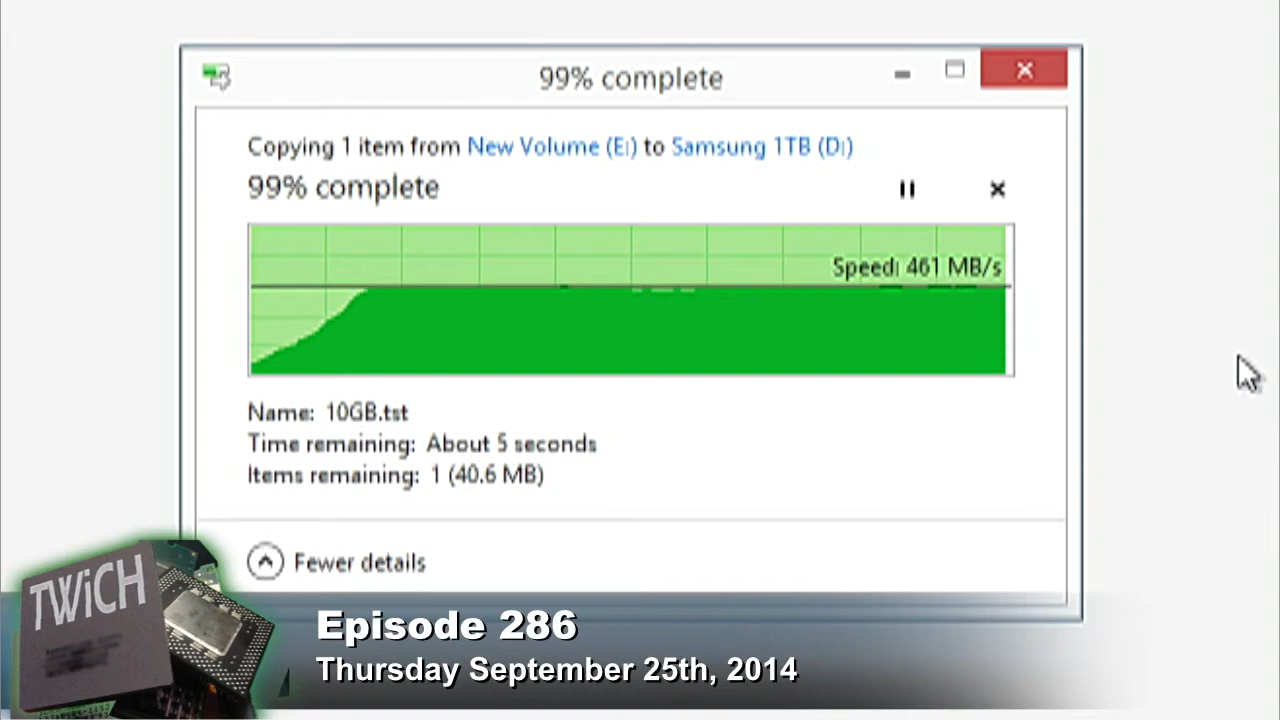 99% complete
Copying 1 item from New Volume (E:) to Samsung 1TB (D:)
99% complete
Speed: 461 MB/s
Name: 10GB.tst
Time remaining: About 5 seconds
Items remaining: 1 (40.6 MB)
Fewer details
TWiCH
Episode 286
Thursday September 25th, 2014